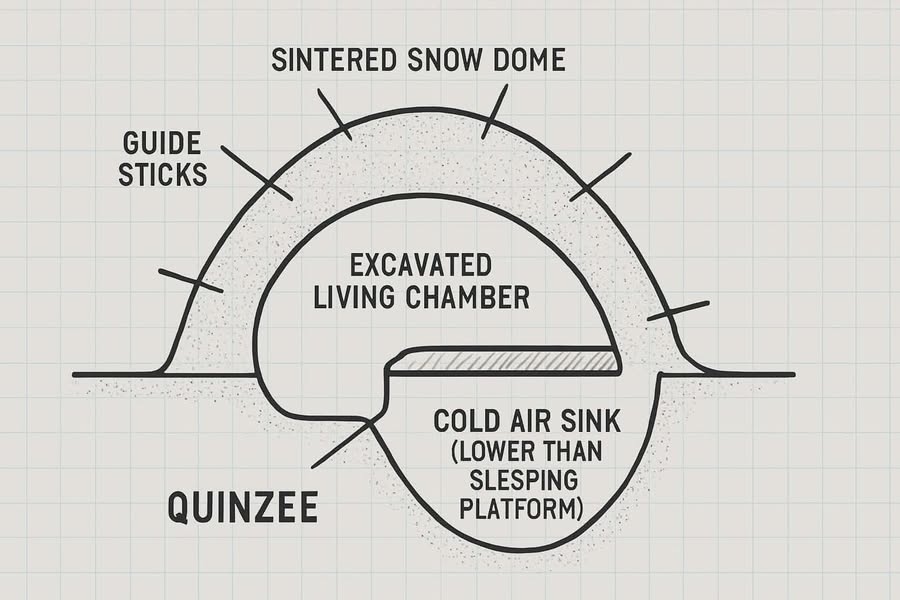 SINTERED SNOW DOME
GUIDE
STICKS
EXCAVATED
LIVING CHAMBER
COLD AIR SINK
(LOWER THAN
SLESPING
PLATFORM)
QUINZEE